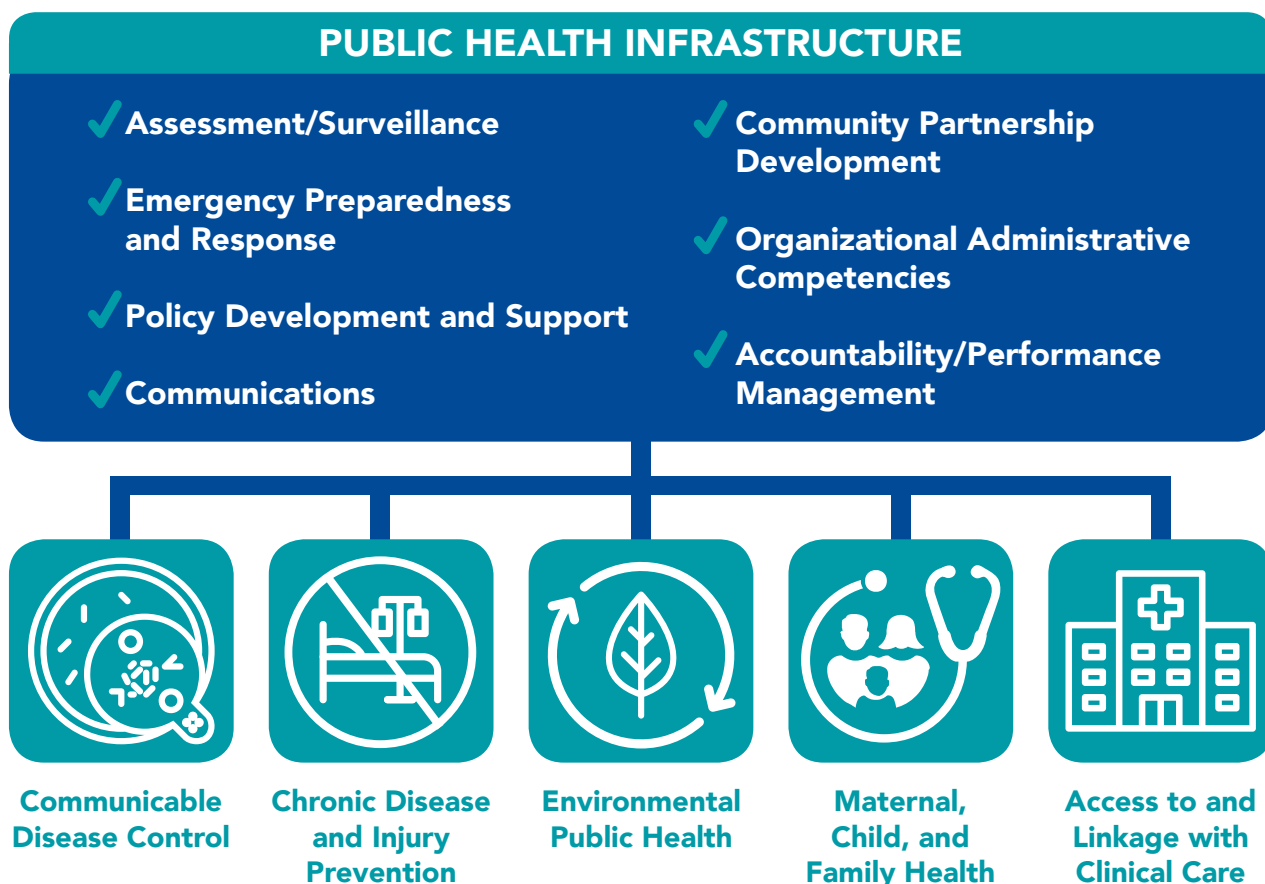 PUBLIC HEALTH INFRASTRUCTURE
Assessment/Surveillance
Emergency Preparedness
and Response
Policy Development and Support
Communications
Community Partnership
Development
Organizational Administrative
Competencies
Accountability/Performance
Management
Communicable
Disease Control
Chronic Disease
and Injury
Prevention
Environmental
Public Health
Maternal,
Child, and
Family Health
Access to and
Linkage with
Clinical Care